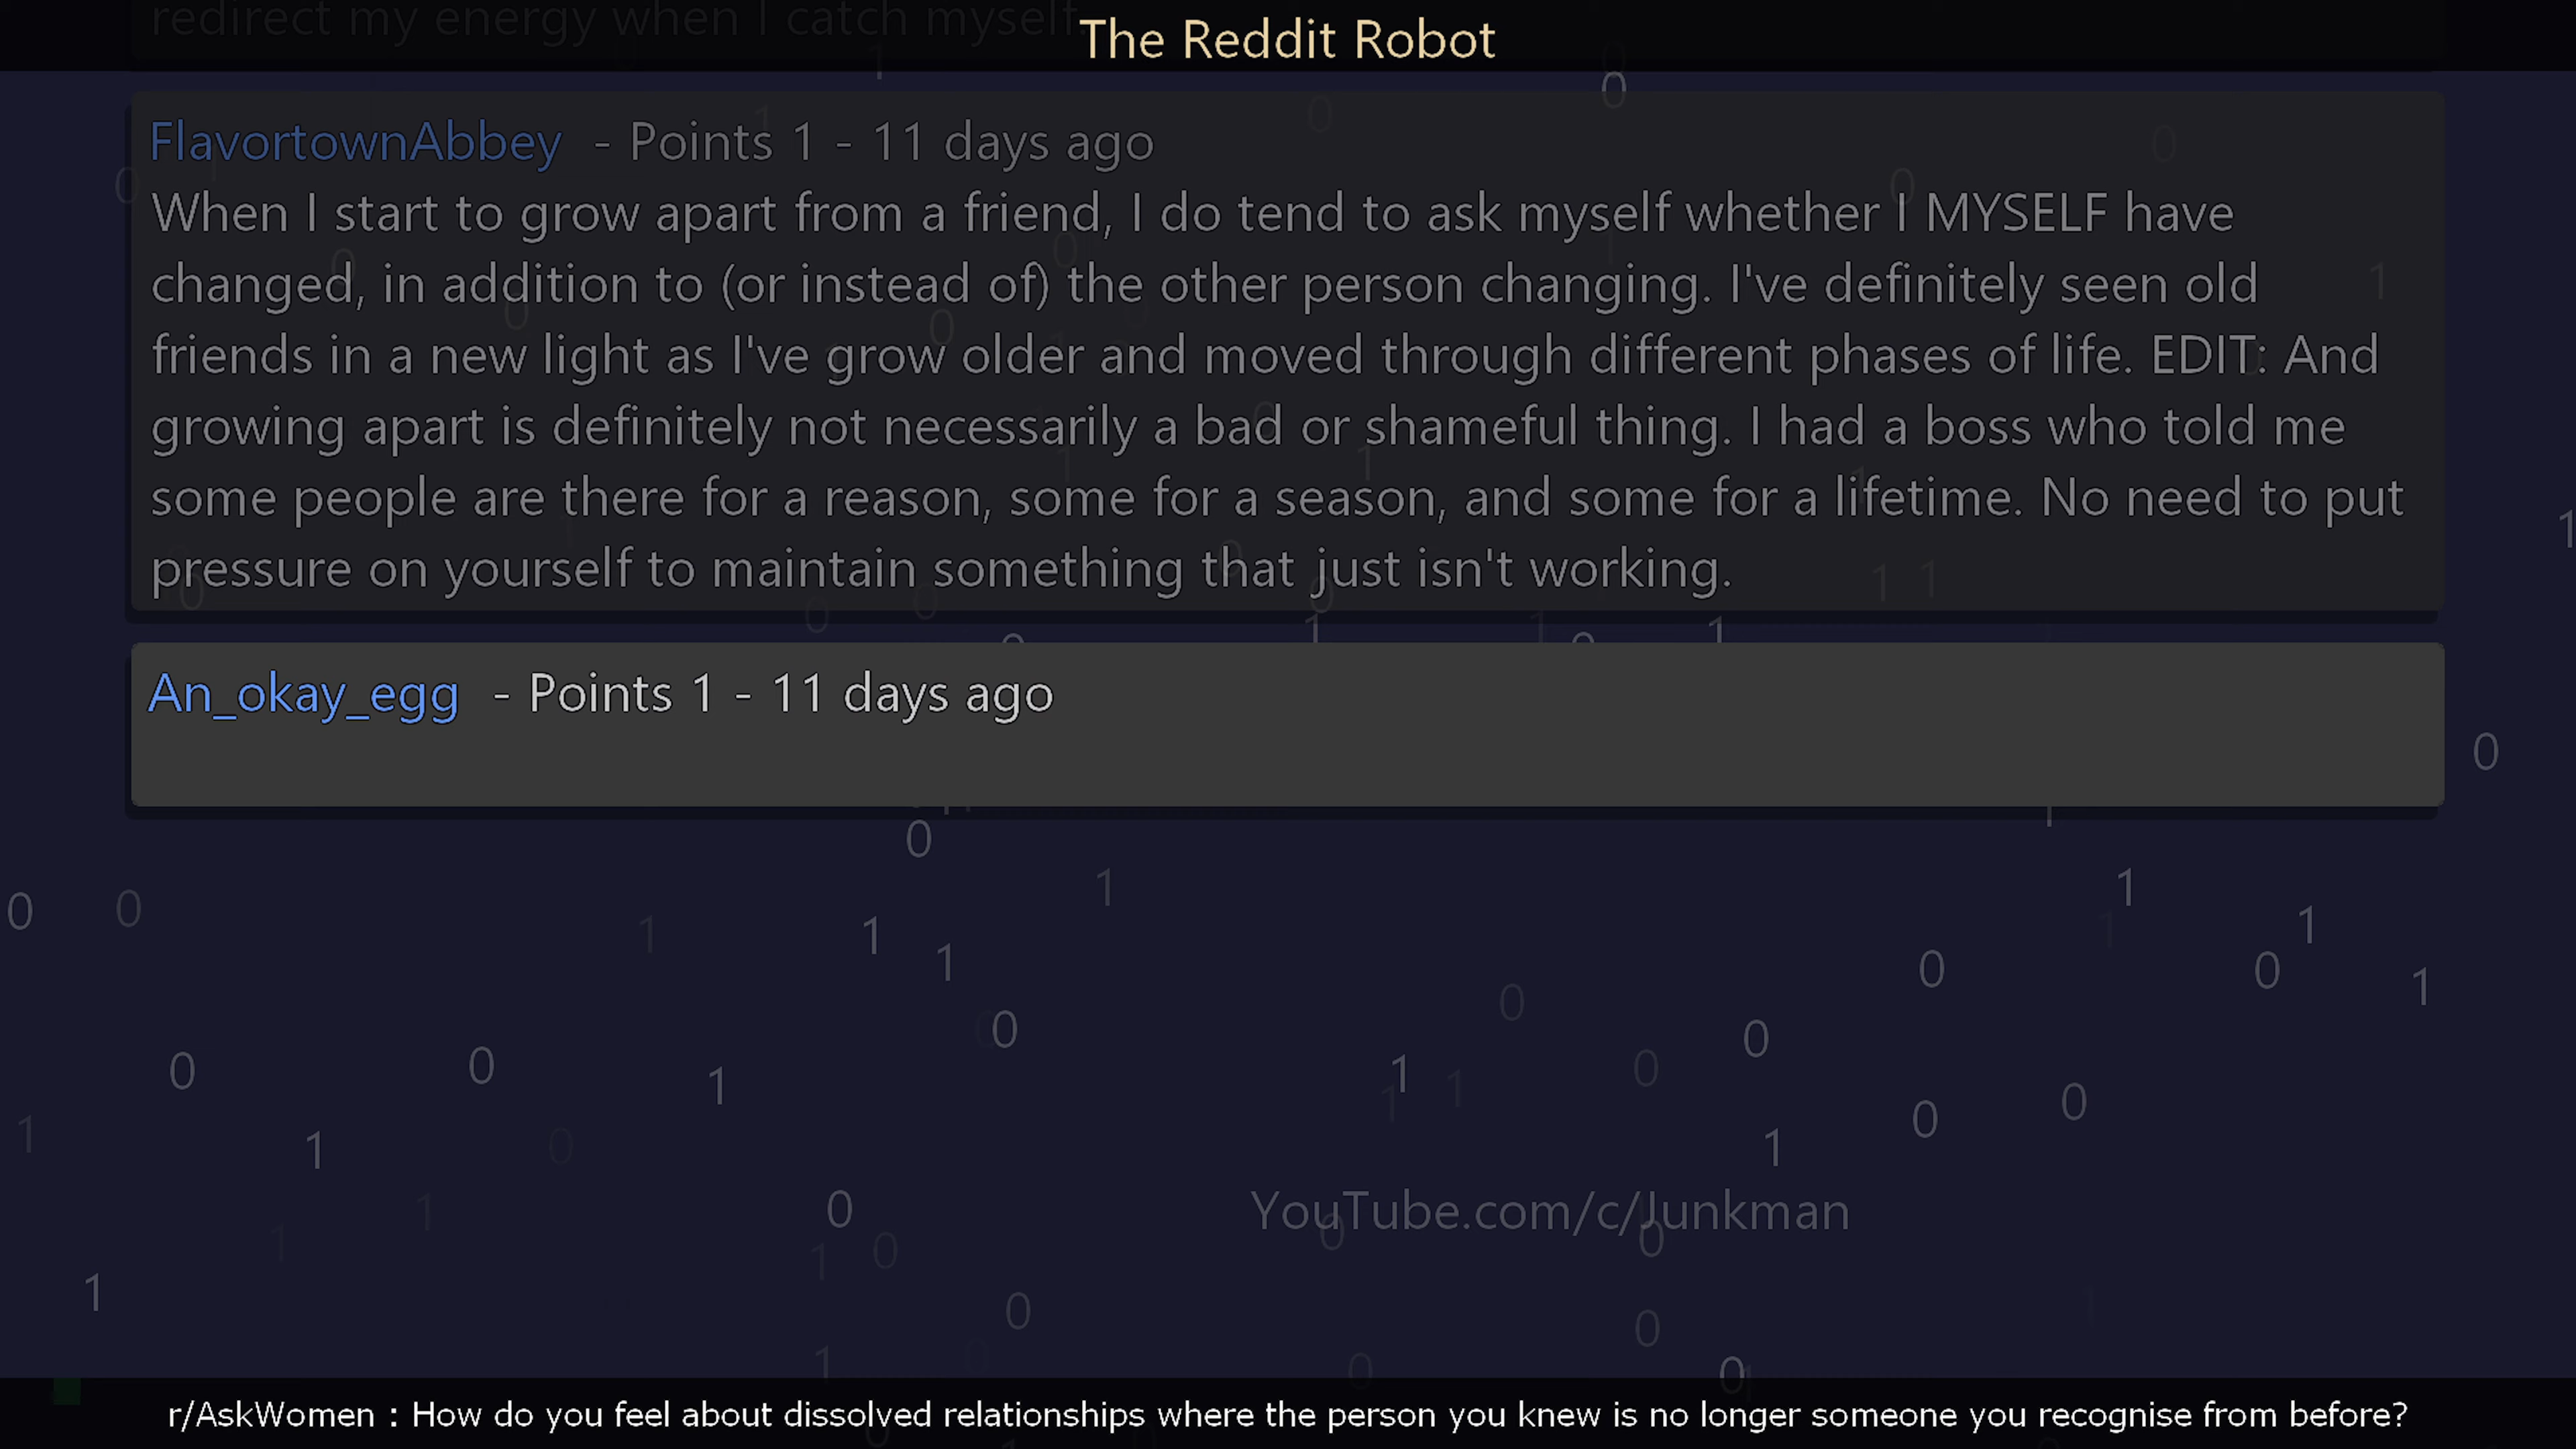 redirect my energy when I catch myself.
The Reddit Robot
FlavortownAbbey - Points 1 - 11 days ago
When I start to grow apart from a friend, I do tend to ask myself whether I MYSELF have
changed, in addition to (or instead of) the other person changing. I've definitely seen old
friends in a new light as I've grow older and moved through different phases of life. EDIT: And
growing apart is definitely not necessarily a bad or shameful thing. I had a boss who told me
some people are there for a reason, some for a season, and some for a lifetime. No need to put
pressure on yourself to maintain something that just isn't working.
An_okay_egg - Points 1 - 11 days ago
YouTube.com/c/Junkman
r/AskWomen : How do you feel about dissolved relationships where the person you knew is no longer someone you recognise from before?